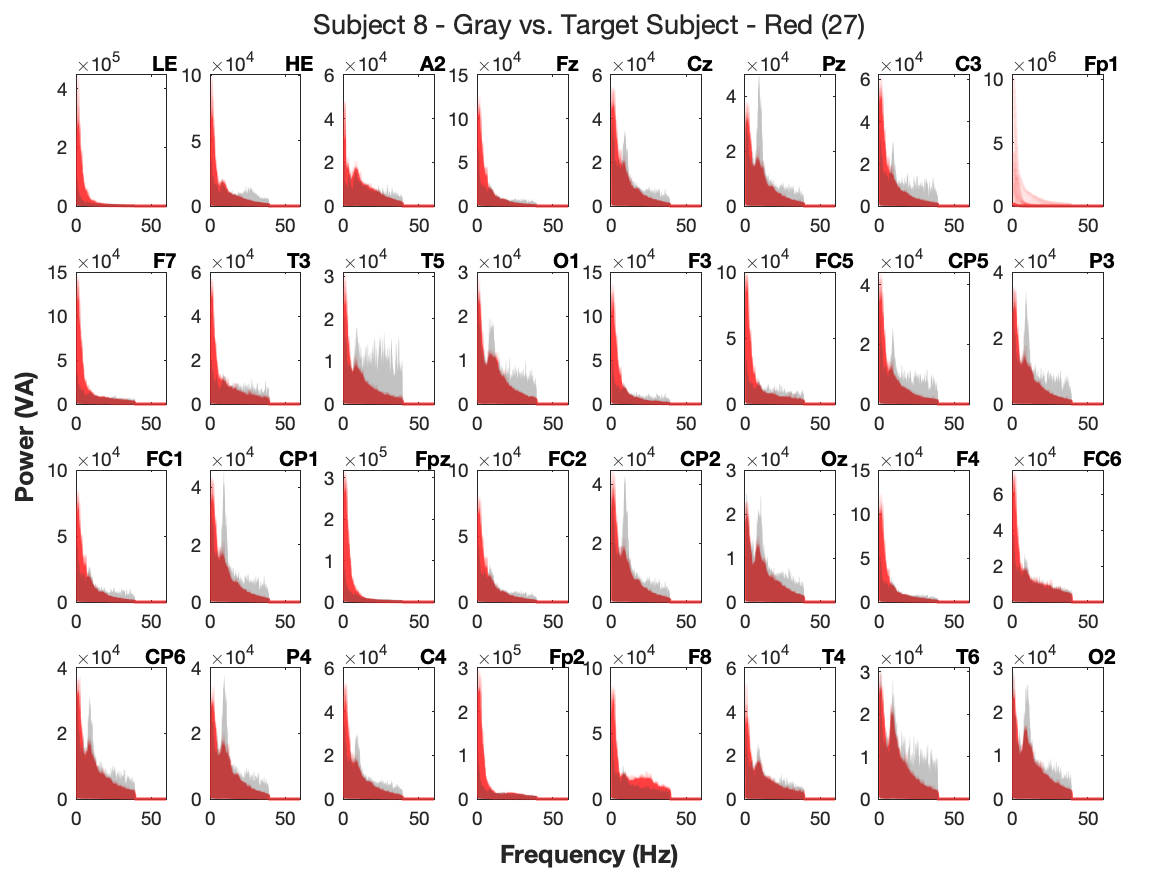 Subject 8 - Gray vs. Target Subject - Red (27)
×10^5 LE ×10^4 HE ×10^4 A2 ×10^4 Fz ×10^4 Cz ×10^4 Pz ×10^4 C3 ×10^6 Fp1
4 10 6 15 6 4 6 10
2 5 4 10 4 2 4 5
0 0 2 5 2 0 2 0
0 0 0 0
0 50 0 50 0 50 0 50 0 50 0 50 0 50 0 50
×10^4 F7 ×10^4 T3 ×10^4 T5 ×10^4 O1 ×10^4 F3 ×10^4 FC5 ×10^4 CP5 ×10^4 P3
15 6 3 3 15 10 4 4
10 4 2 2 10 5 2 2
5 2 1 1 5 0 0 0
0 0 0 0 0
0 50 0 50 0 50 0 50 0 50 0 50 0 50 0 50
Power (VA)
×10^4 FC1 ×10^4 CP1 ×10^5 Fpz ×10^4 FC2 ×10^4 CP2 ×10^4 Oz ×10^4 F4 ×10^4 FC6
10 4 3 10 4 3 15 6
5 2 2 5 2 2 10 4
0 0 1 0 0 1 5 2
0 0 0 0
0 50 0 50 0 50 0 50 0 50 0 50 0 50 0 50
×10^4 CP6 ×10^4 P4 ×10^4 C4 ×10^5 Fp2 ×10^4 F8 ×10^4 T4 ×10^4 T6 ×10^4 O2
4 4 6 3 10 6 3 3
2 2 4 2 5 4 2 2
0 0 2 1 0 2 1 1
0 0 0 0 0
0 50 0 50 0 50 0 50 0 50 0 50 0 50 0 50
Frequency (Hz)